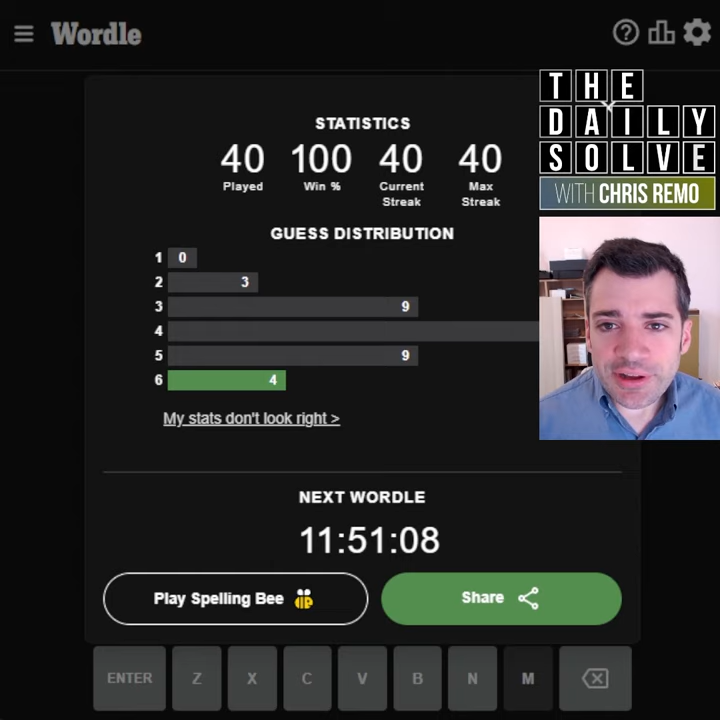 Wordle
THE
DAILY
SOLVE
WITH CHRIS REMO
STATISTICS
40 100 40 40
Played Win % Current Streak Max Streak
GUESS DISTRIBUTION
1 0
2 3
3 9
4
5 9
6 4
My stats don't look right >
NEXT WORDLE
11:51:08
Play Spelling Bee
Share
ENTER Z X C V B N M